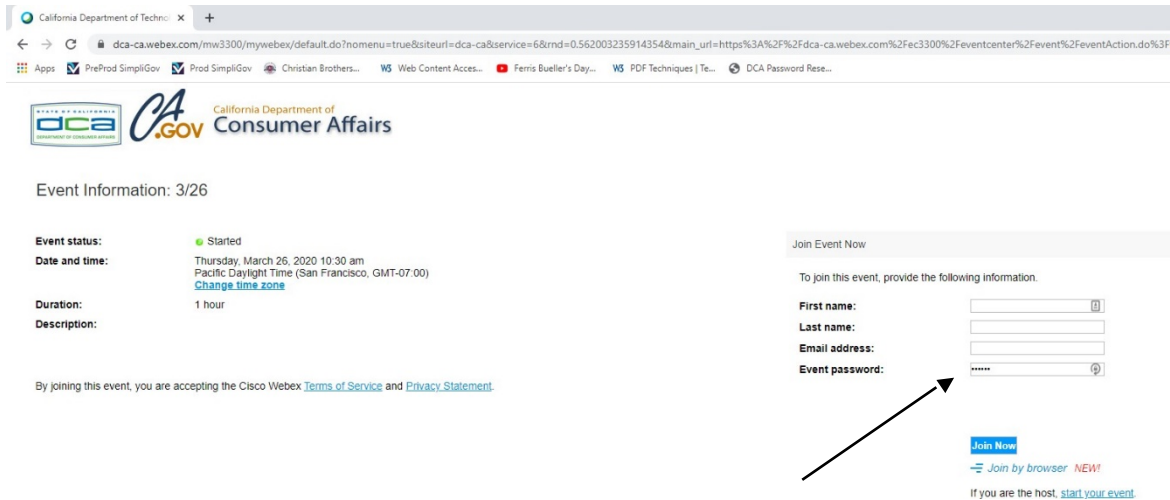 California Department of Techno
dca-ca.webex.com/mw3300/mywebex/default.do?nomenu=true&siteurl=dca-ca&service=6&rnd=0.562003235914354&main_url=https%3A%2F%2Fdca-ca.webex.com%2Fec3300%2Feventcenter%2Fevent%2FeventAction.do%3F
Apps PreProd SimpliGov Prod SimpliGov Christian Brothers... Web Content Acces... Ferris Bueller's Day... PDF Techniques | Te... DCA Password Rese...
STATE OF CALIFORNIA
dca
DEPARTMENT OF CONSUMER AFFAIRS
CA.GOV
California Department of
Consumer Affairs
Event Information: 3/26
Event status: Started
Date and time: Thursday, March 26, 2020 10:30 am
Pacific Daylight Time (San Francisco, GMT-07:00)
Change time zone
Duration: 1 hour
Description:
By joining this event, you are accepting the Cisco Webex Terms of Service and Privacy Statement.
Join Event Now
To join this event, provide the following information.
First name:
Last name:
Email address:
Event password: ······
Join Now
Join by browser NEW!
If you are the host, start your event.